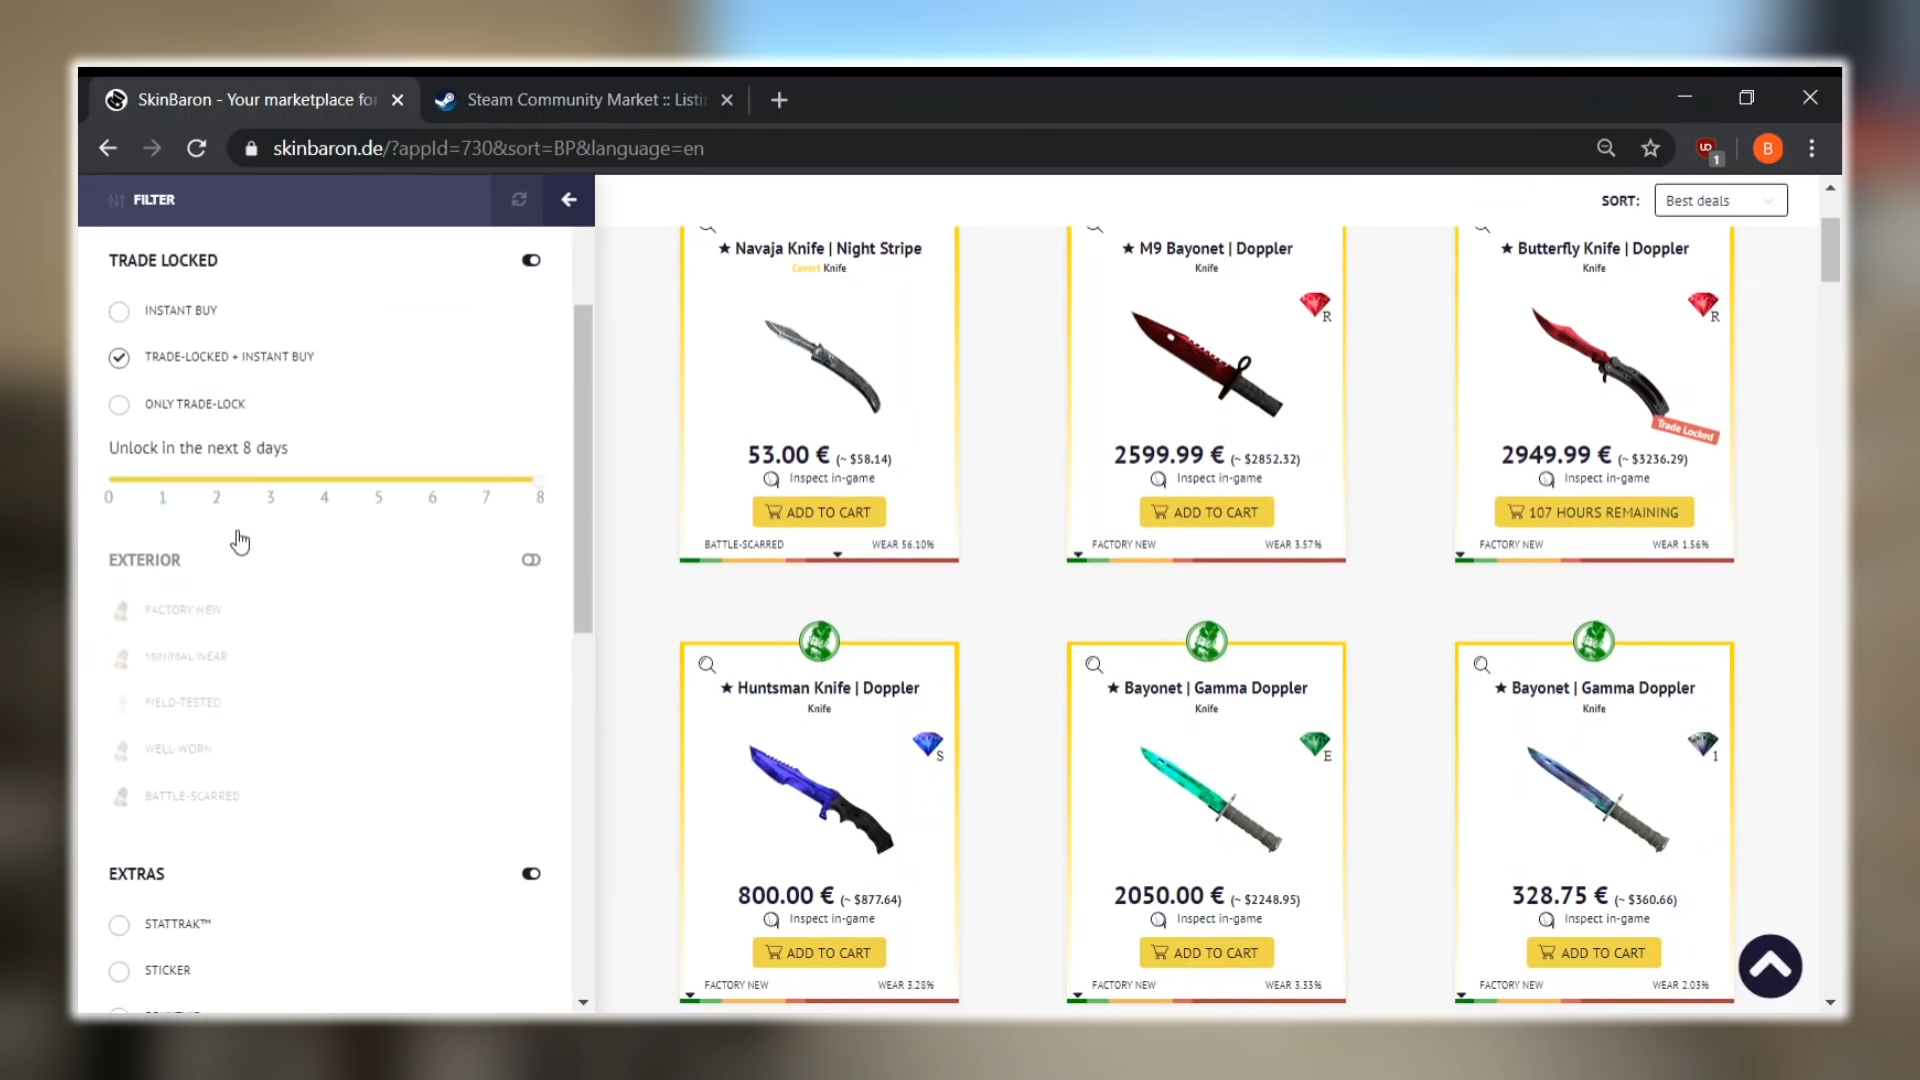 SkinBaron - Your marketplace for
Steam Community Market :: Listin
skinbaron.de/?appId=730&sort=BP&language=en
UD
1
B
FILTER
SORT:
Best deals
TRADE LOCKED
INSTANT BUY
TRADE-LOCKED + INSTANT BUY
ONLY TRADE-LOCK
Unlock in the next 8 days
0 1 2 3 4 5 6 7 8
EXTERIOR
FACTORY NEW
MINIMAL WEAR
FIELD-TESTED
WELL-WORN
BATTLE-SCARRED
EXTRAS
STATTRAK™
STICKER
★ Navaja Knife | Night Stripe
Covert Knife
53.00 € (~ $58.14)
Inspect in-game
ADD TO CART
BATTLE-SCARRED
WEAR 56.10%
★ M9 Bayonet | Doppler
Knife
R
2599.99 € (~ $2852.32)
Inspect in-game
ADD TO CART
FACTORY NEW
WEAR 3.57%
★ Butterfly Knife | Doppler
Knife
R
Trade Locked
2949.99 € (~ $3236.29)
Inspect in-game
107 HOURS REMAINING
FACTORY NEW
WEAR 1.56%
★ Huntsman Knife | Doppler
Knife
S
800.00 € (~ $877.64)
Inspect in-game
ADD TO CART
FACTORY NEW
WEAR 3.28%
★ Bayonet | Gamma Doppler
Knife
E
2050.00 € (~ $2248.95)
Inspect in-game
ADD TO CART
FACTORY NEW
WEAR 3.33%
★ Bayonet | Gamma Doppler
Knife
1
328.75 € (~ $360.66)
Inspect in-game
ADD TO CART
FACTORY NEW
WEAR 2.03%